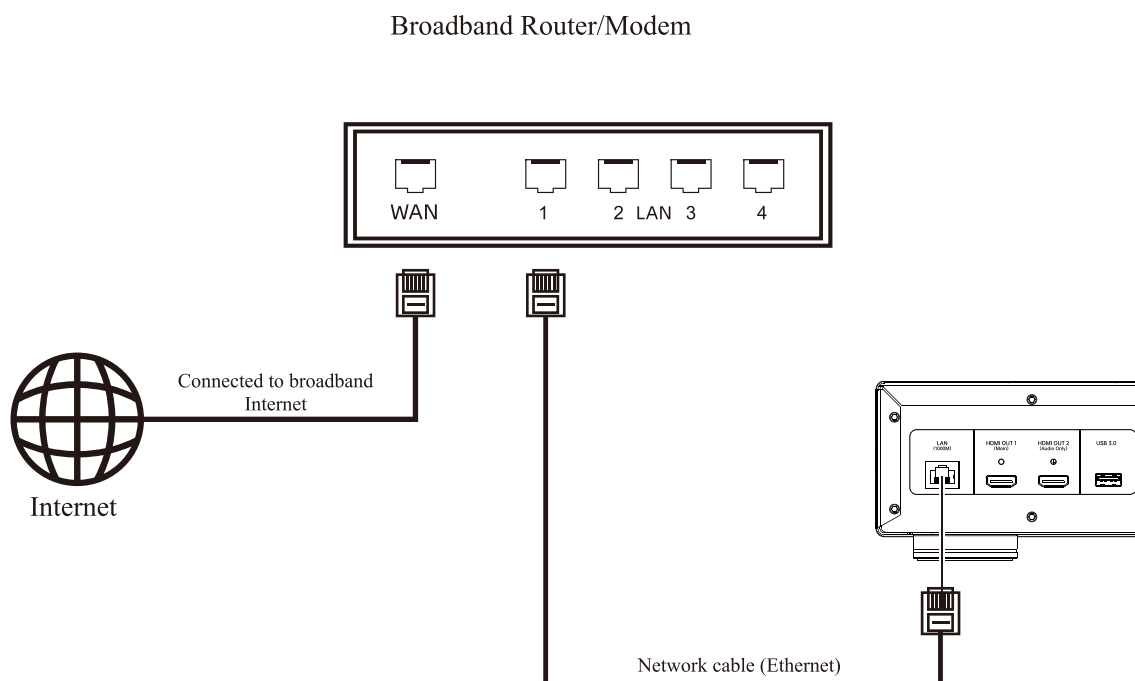 Broadband Router/Modem
WAN
1
2 LAN 3
4
Connected to broadband
Internet
Internet
LAN
(1000M)
HDMI OUT 1
(Main)
HDMI OUT 2
(Audio Only)
USB 3.0
Network cable (Ethernet)